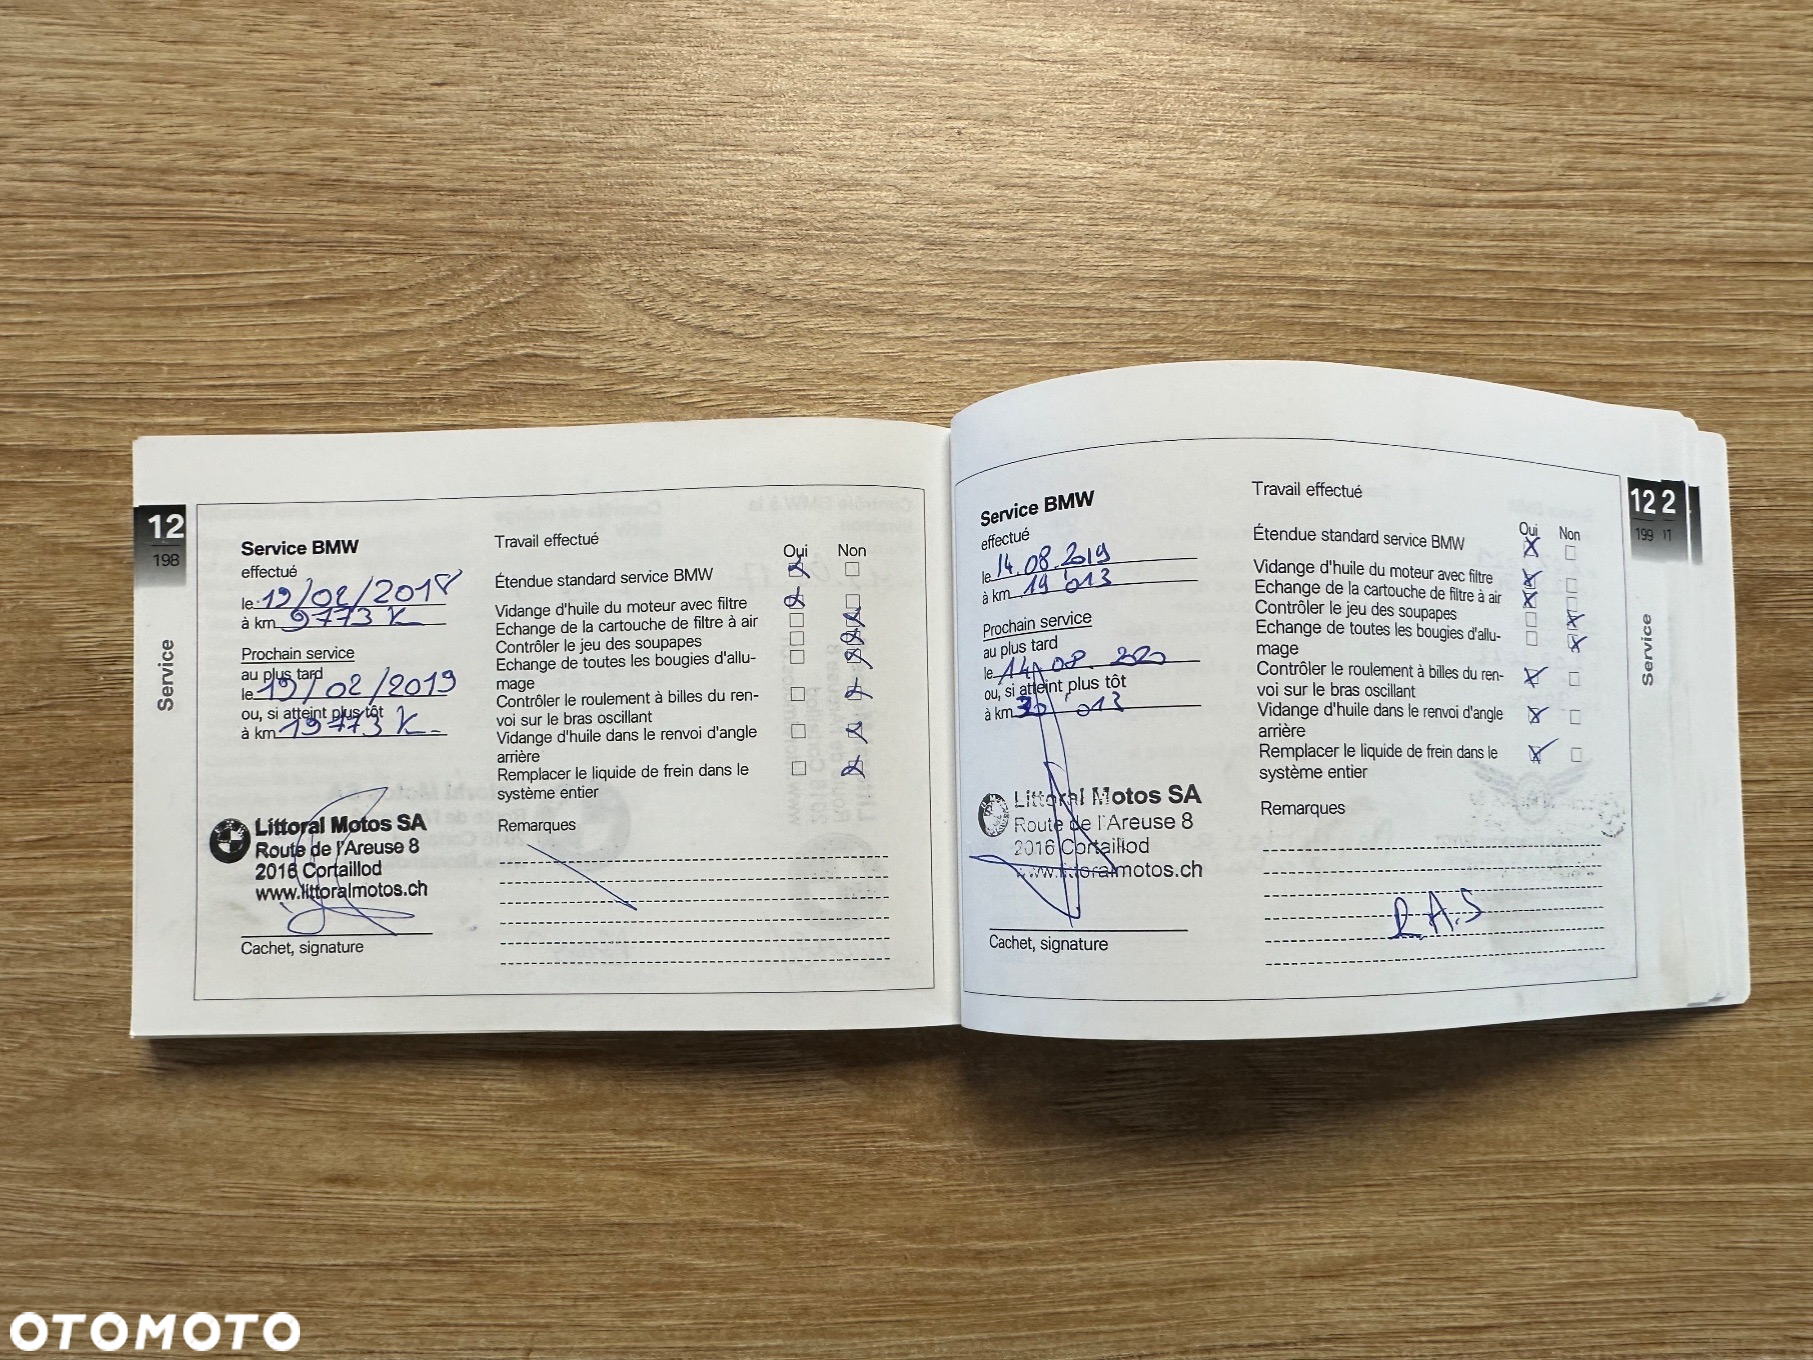 12
198
Service
Service BMW
effectué
le 19/02/2018
à km 9773 K
Prochain service
au plus tard
le 19/02/2019
ou, si atteint plus tôt
à km 19773 K
Littoral Motos SA
Route de l'Areuse 8
2016 Cortaillod
www.littoralmotos.ch
Cachet, signature
Travail effectué
Oui Non
Étendue standard service BMW
Vidange d'huile du moteur avec filtre
Echange de la cartouche de filtre à air
Contrôler le jeu des soupapes
Echange de toutes les bougies d'allu-
mage
Contrôler le roulement à billes du ren-
voi sur le bras oscillant
Vidange d'huile dans le renvoi d'angle
arrière
Remplacer le liquide de frein dans le
système entier
Remarques
Service BMW
effectué
le 14.08.2019
à km 19'013
Prochain service
au plus tard
le 14 08 2020
ou, si atteint plus tôt
à km 30'013
Littoral Motos SA
Route de l'Areuse 8
2016 Cortaillod
www.littoralmotos.ch
Cachet, signature
Travail effectué
Oui Non
Étendue standard service BMW
Vidange d'huile du moteur avec filtre
Echange de la cartouche de filtre à air
Contrôler le jeu des soupapes
Echange de toutes les bougies d'allu-
mage
Contrôler le roulement à billes du ren-
voi sur le bras oscillant
Vidange d'huile dans le renvoi d'angle
arrière
Remplacer le liquide de frein dans le
système entier
Remarques
R.A.S
12 2
199
Service
OTOMOTO